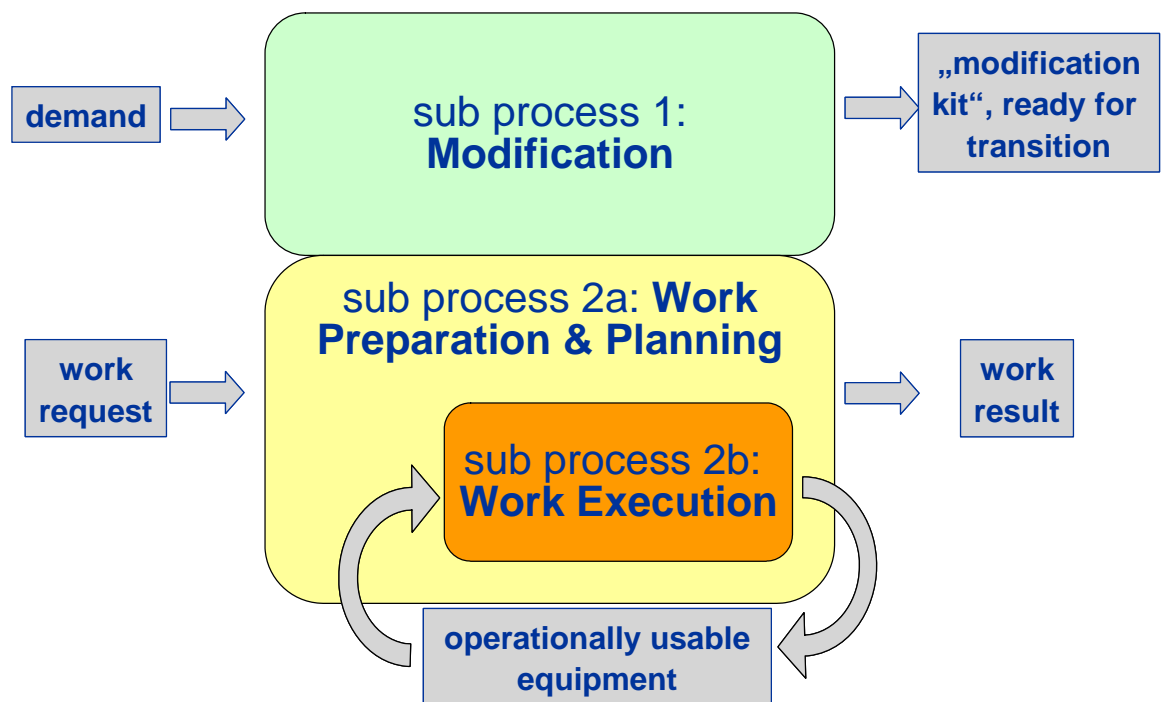 demand
sub process 1:
Modification
„modification
kit“, ready for
transition
sub process 2a: Work
Preparation & Planning
work
request
work
result
sub process 2b:
Work Execution
operationally usable
equipment